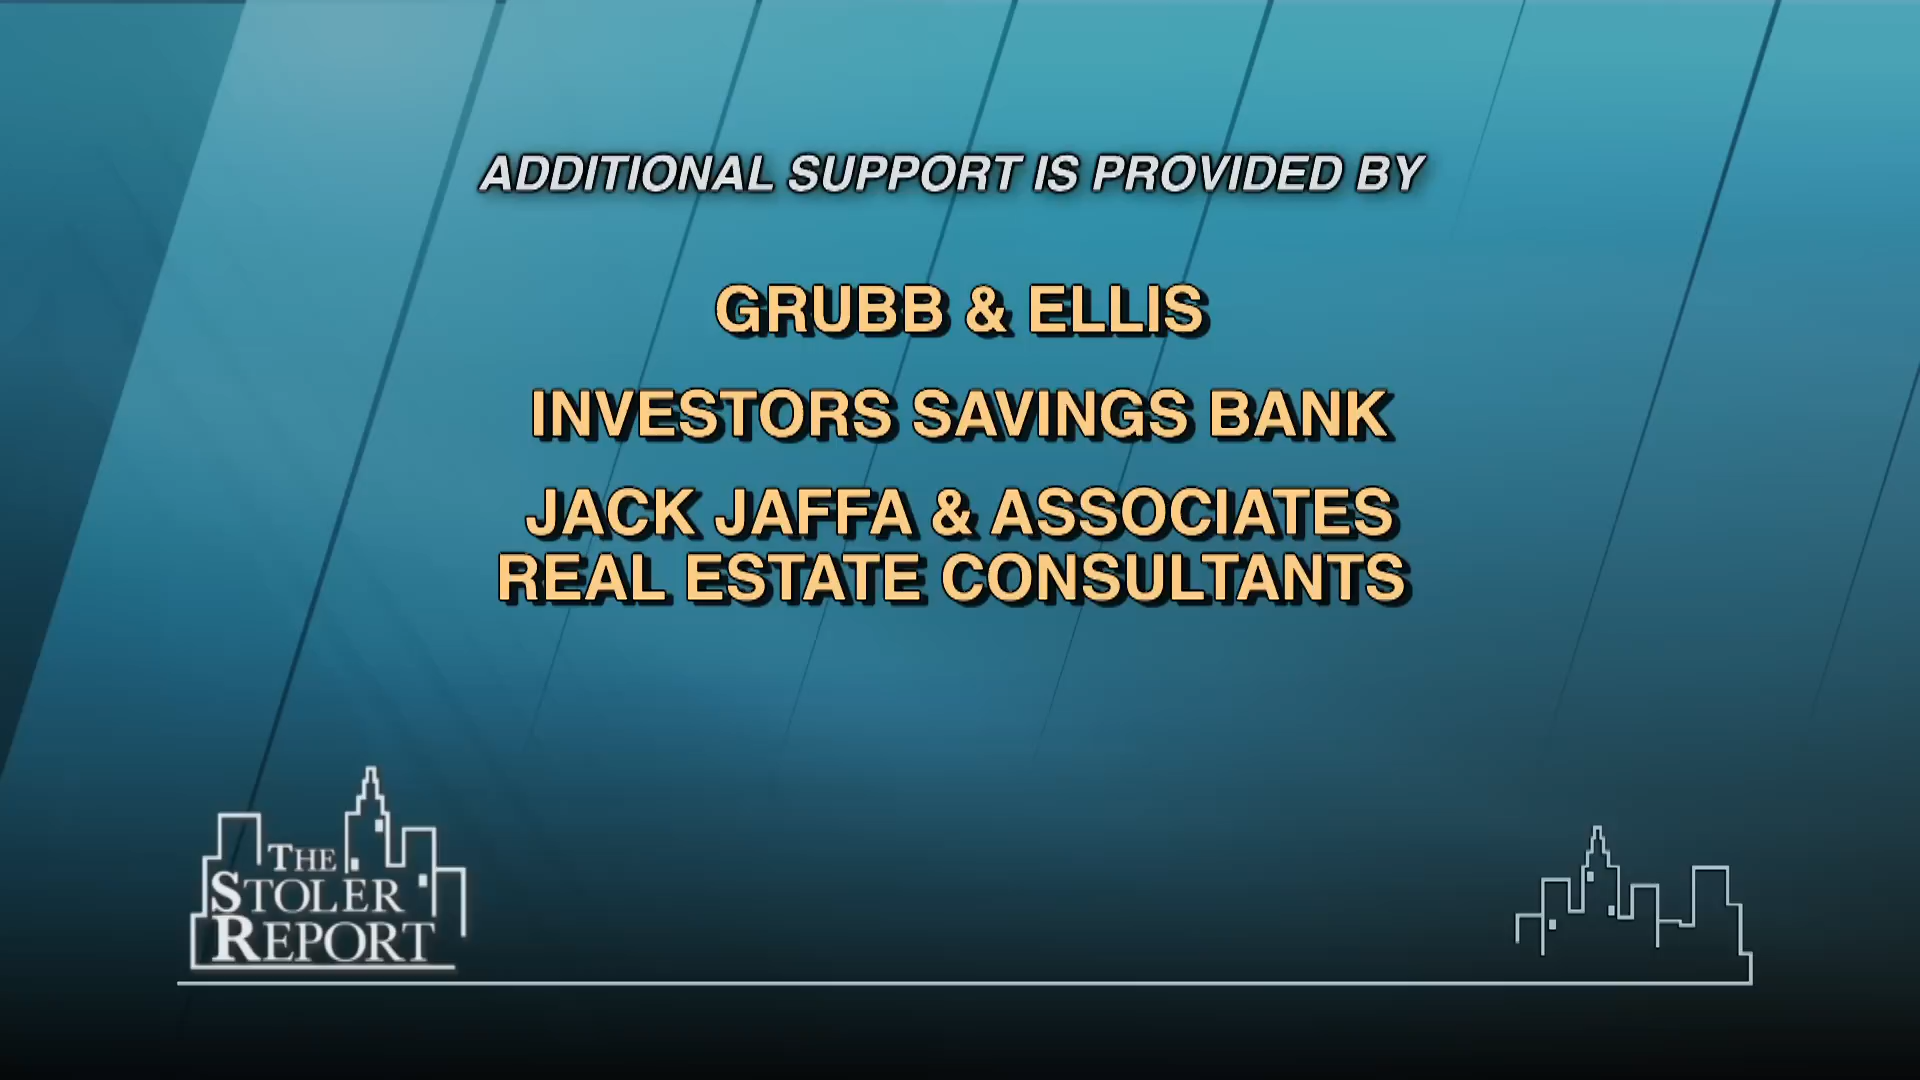 ADDITIONAL SUPPORT IS PROVIDED BY
GRUBB & ELLIS
INVESTORS SAVINGS BANK
JACK JAFFA & ASSOCIATES
REAL ESTATE CONSULTANTS
THE
STOLER
REPORT